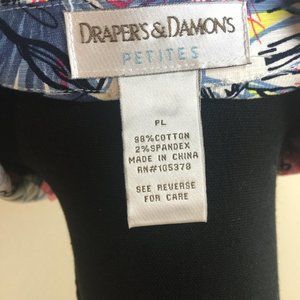 DRAPER'S & DAMON'S
PETITES
PL
98%COTTON
2%SPANDEX
MADE IN CHINA
RN#105378
SEE REVERSE
FOR CARE